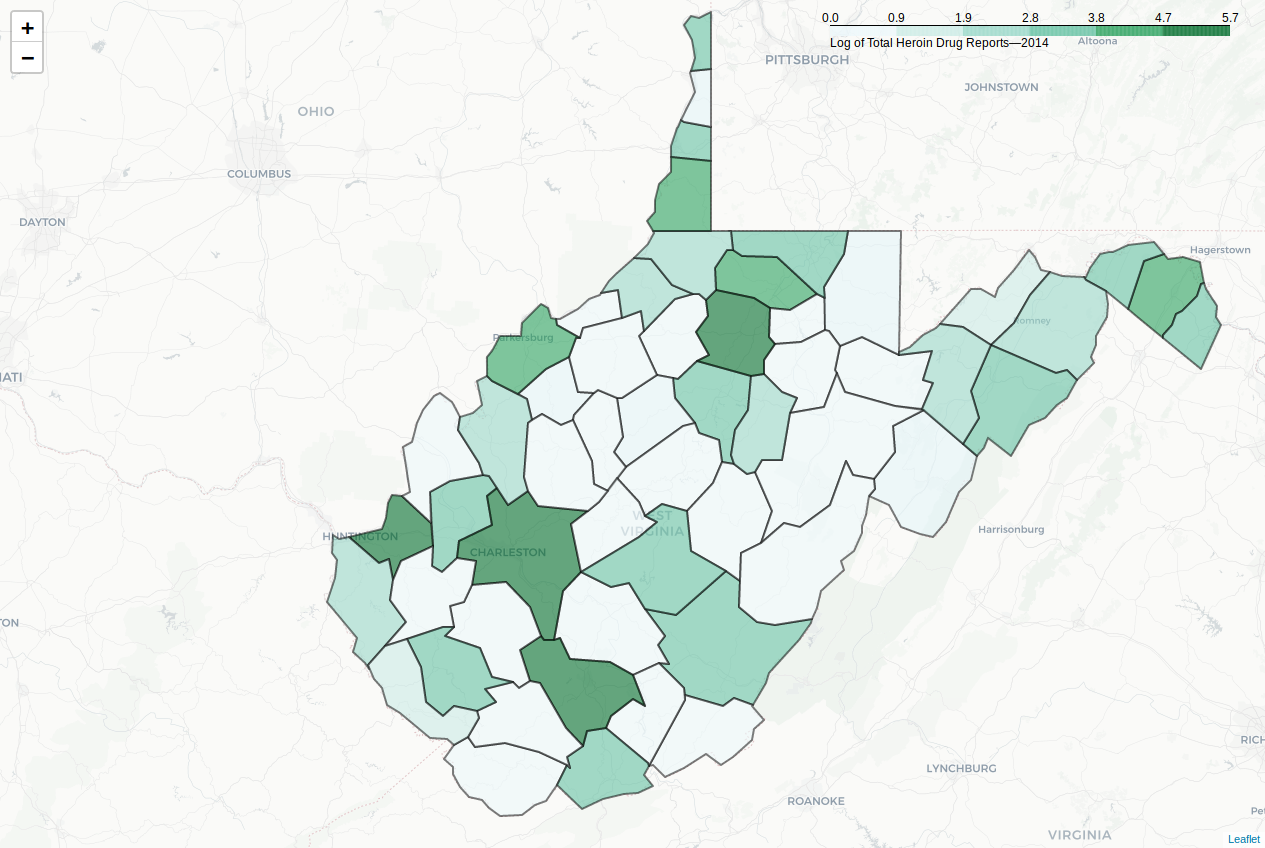 +
−
0.0 0.9 1.9 2.8 3.8 4.7 5.7
Log of Total Heroin Drug Reports—2014
Altoona
PITTSBURGH
JOHNSTOWN
OHIO
COLUMBUS
DAYTON
Hagerstown
Romney
Parkersburg
WEST
VIRGINIA
HUNTINGTON
CHARLESTON
Harrisonburg
LYNCHBURG
ROANOKE
VIRGINIA
RICH
Pet
IATI
ON
Leaflet